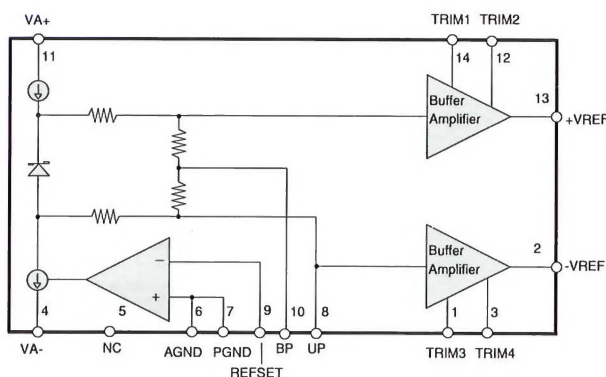 VA+
TRIM1 TRIM2
11
14
12
Buffer
Amplifier
13
+VREF
Buffer
Amplifier
2
-VREF
−
+
4
5
6
7
9
10
8
1
3
VA-
NC
AGND
PGND
REFSET
BP
UP
TRIM3
TRIM4